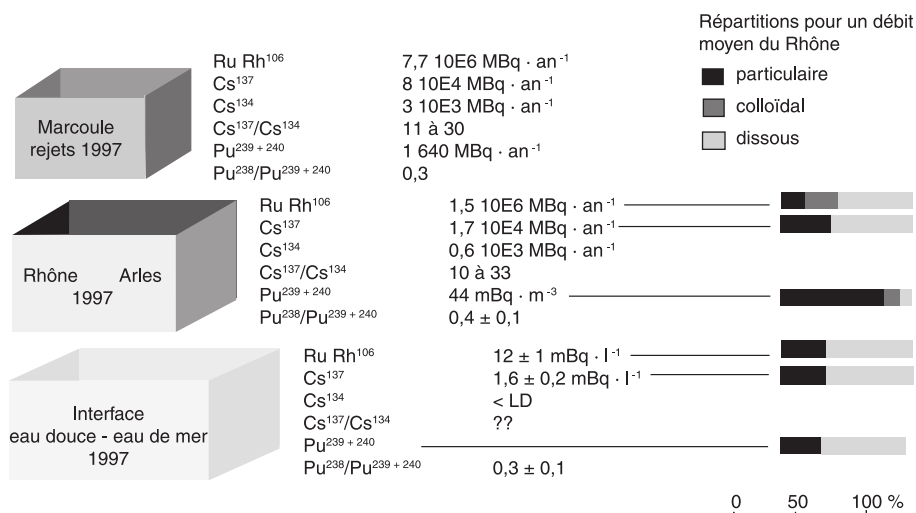 Répartitions pour un débit
moyen du Rhône
particulaire
colloïdal
dissous
Marcoule
rejets 1997
Ru Rh¹⁰⁶ 7,7 10E6 MBq · an⁻¹
Cs¹³⁷ 8 10E4 MBq · an⁻¹
Cs¹³⁴ 3 10E3 MBq · an⁻¹
Cs¹³⁷/Cs¹³⁴ 11 à 30
Pu²³⁹ ⁺ ²⁴⁰ 1 640 MBq · an⁻¹
Pu²³⁸/Pu²³⁹ ⁺ ²⁴⁰ 0,3
Rhône Arles
1997
Ru Rh¹⁰⁶ 1,5 10E6 MBq · an⁻¹
Cs¹³⁷ 1,7 10E4 MBq · an⁻¹
Cs¹³⁴ 0,6 10E3 MBq · an⁻¹
Cs¹³⁷/Cs¹³⁴ 10 à 33
Pu²³⁹ ⁺ ²⁴⁰ 44 mBq · m⁻³
Pu²³⁸/Pu²³⁹ ⁺ ²⁴⁰ 0,4 ± 0,1
Interface
eau douce - eau de mer
1997
Ru Rh¹⁰⁶ 12 ± 1 mBq · l⁻¹
Cs¹³⁷ 1,6 ± 0,2 mBq · l⁻¹
Cs¹³⁴ < LD
Cs¹³⁷/Cs¹³⁴ ??
Pu²³⁹ ⁺ ²⁴⁰
Pu²³⁸/Pu²³⁹ ⁺ ²⁴⁰ 0,3 ± 0,1
0 50 100 %